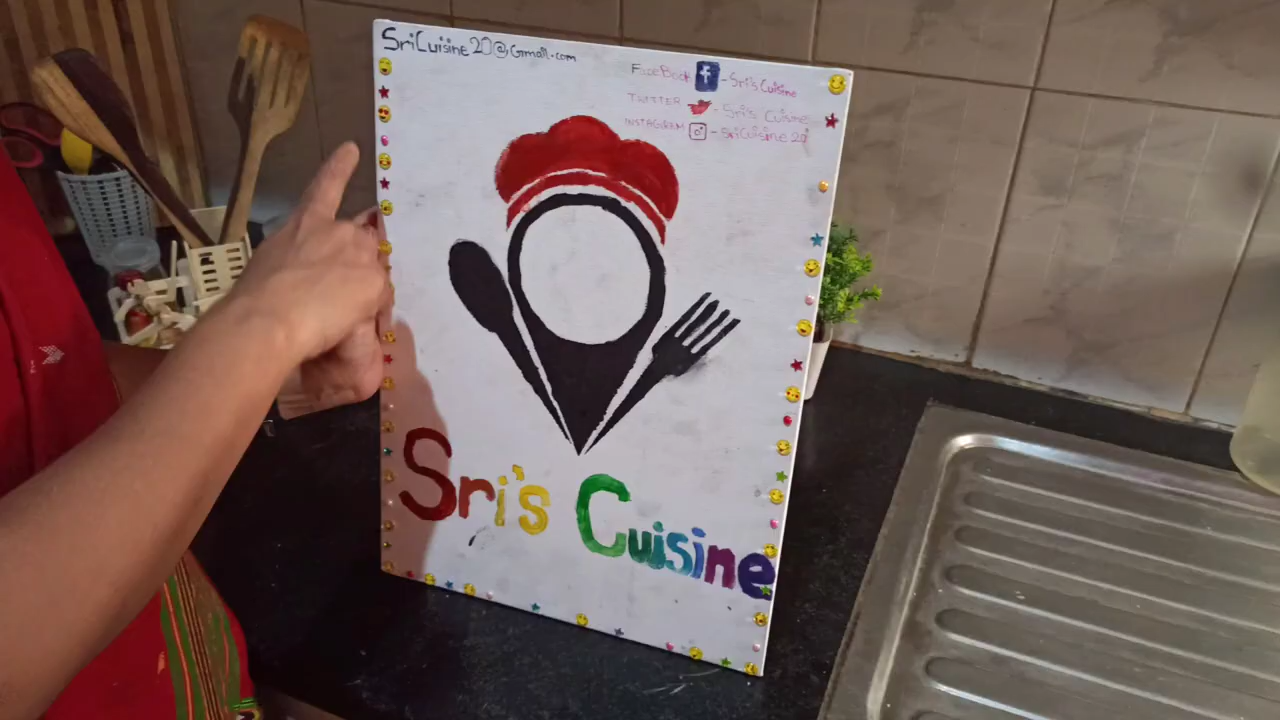 SriCuisine20@Gmail.com
FaceBook f - Sri's Cuisine
TWITTER - Sri's Cuisine
INSTAGRAM - SriCuisine20
Sri's Cuisine